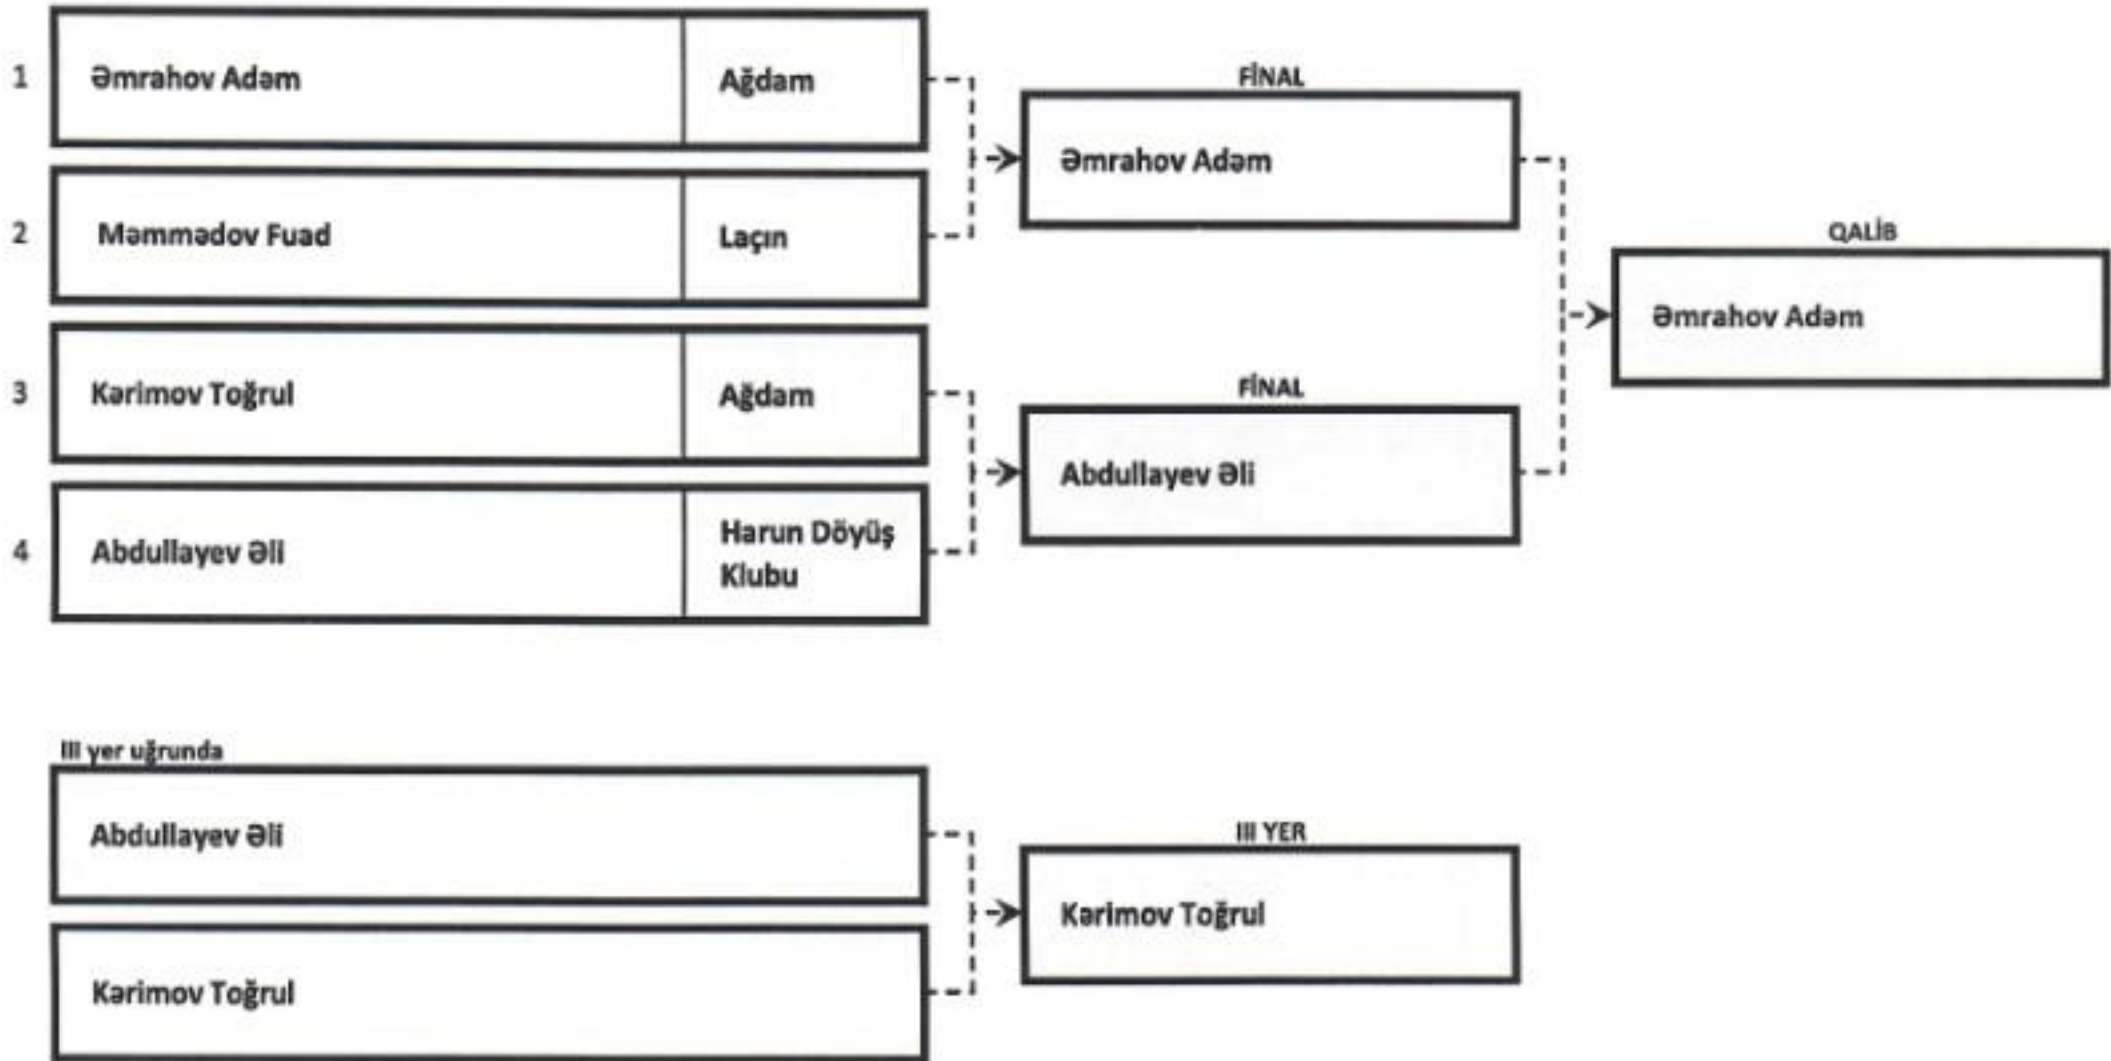 1 Əmrahov Adəm Ağdam
FİNAL
Əmrahov Adəm
2 Məmmədov Fuad Laçın
QALİB
Əmrahov Adəm
3 Kərimov Toğrul Ağdam
FİNAL
Abdullayev Əli
4 Abdullayev Əli Harun Döyüş
Klubu
III yer uğrunda
Abdullayev Əli
III YER
Kərimov Toğrul
Kərimov Toğrul